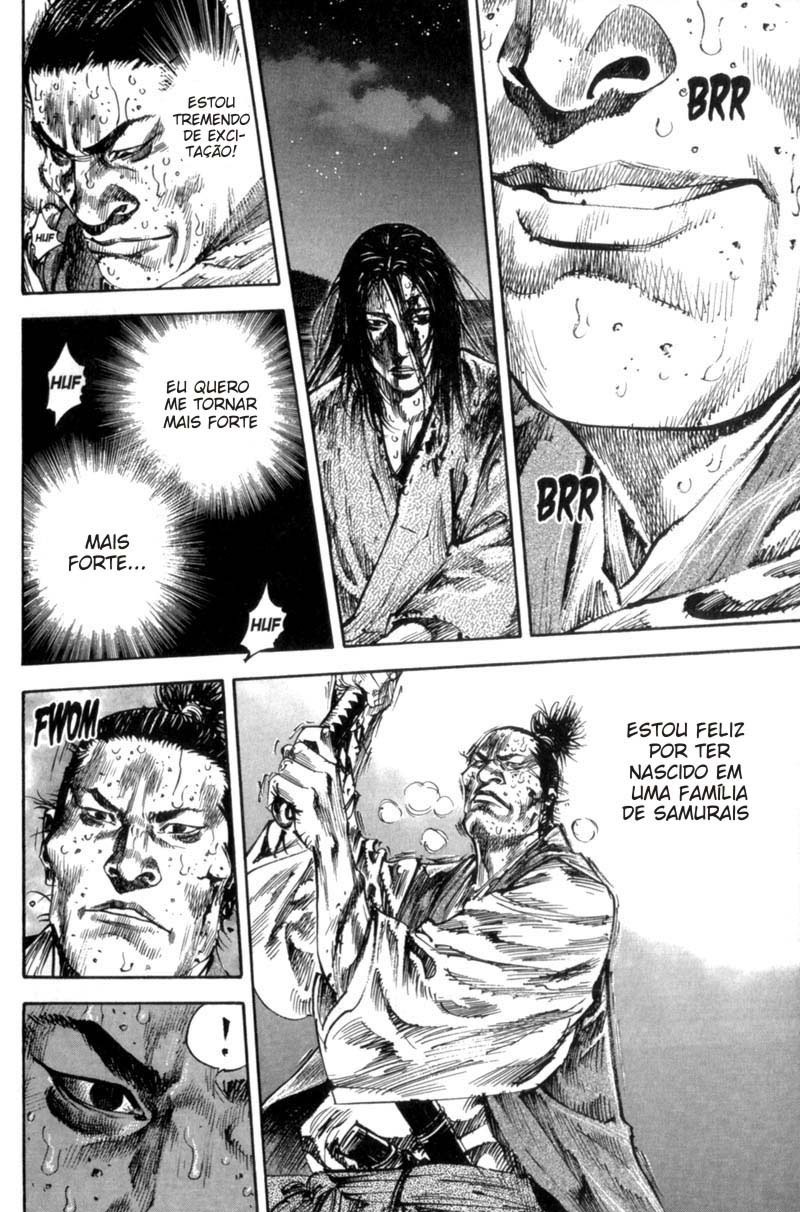 BRR
BRR
ESTOU
TREMENDO
DE EXCI-
TAÇÃO!
HUF
HUF
EU QUERO
ME TORNAR
MAIS FORTE
MAIS
FORTE...
HUF
ESTOU FELIZ
POR TER
NASCIDO EM
UMA FAMÍLIA
DE SAMURAIS
FWOM
!